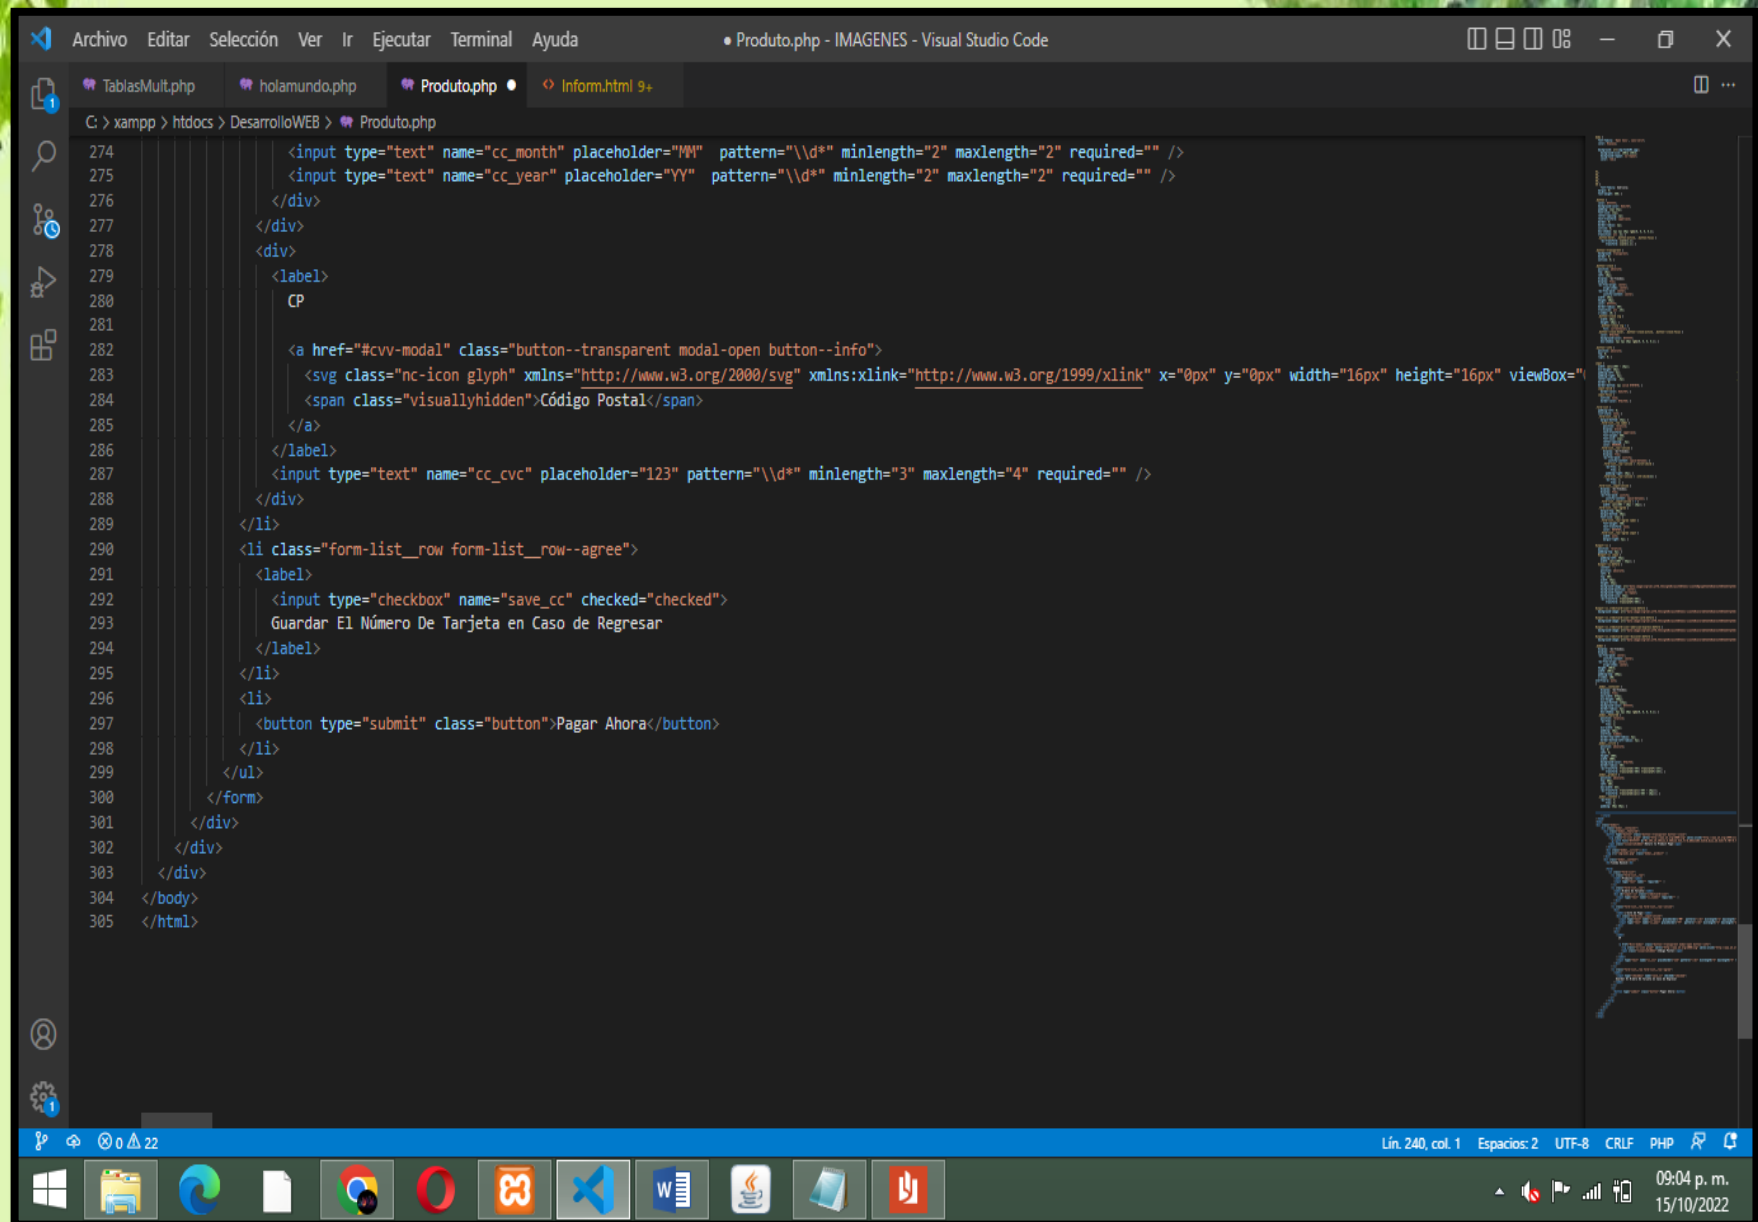 Archivo Editar Selección Ver Ir Ejecutar Terminal Ayuda
● Produto.php - IMAGENES - Visual Studio Code
TablasMult.php holamundo.php Produto.php ● Inform.html 9+
C: > xampp > htdocs > DesarrolloWEB > Produto.php
274 <input type="text" name="cc_month" placeholder="MM" pattern="\\d*" minlength="2" maxlength="2" required="" />
275 <input type="text" name="cc_year" placeholder="YY" pattern="\\d*" minlength="2" maxlength="2" required="" />
276 </div>
277 </div>
278 <div>
279 <label>
280 CP
281
282 <a href="#cvv-modal" class="button--transparent modal-open button--info">
283 <svg class="nc-icon glyph" xmlns="http://www.w3.org/2000/svg" xmlns:xlink="http://www.w3.org/1999/xlink" x="0px" y="0px" width="16px" height="16px" viewBox="
284 <span class="visuallyhidden">Código Postal</span>
285 </a>
286 </label>
287 <input type="text" name="cc_cvc" placeholder="123" pattern="\\d*" minlength="3" maxlength="4" required="" />
288 </div>
289 </li>
290 <li class="form-list__row form-list__row--agree">
291 <label>
292 <input type="checkbox" name="save_cc" checked="checked">
293 Guardar El Número De Tarjeta en Caso de Regresar
294 </label>
295 </li>
296 <li>
297 <button type="submit" class="button">Pagar Ahora</button>
298 </li>
299 </ul>
300 </form>
301 </div>
302 </div>
303 </div>
304 </body>
305 </html>
1
1
0 22
Lín. 240, col. 1 Espacios: 2 UTF-8 CRLF PHP
09:04 p. m.
15/10/2022